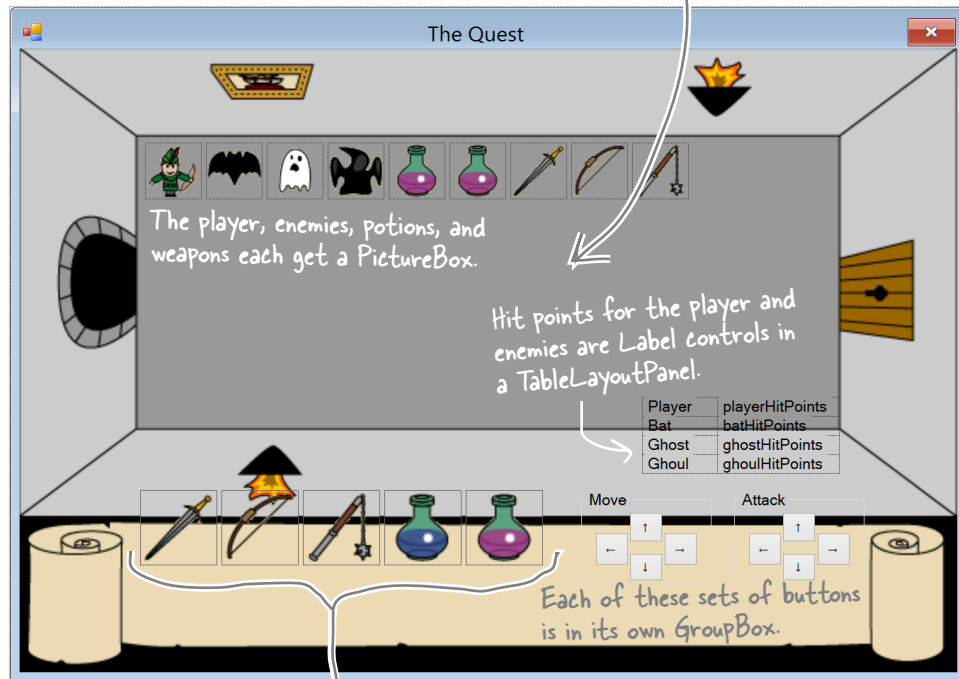 The Quest
The player, enemies, potions, and
weapons each get a PictureBox.
Hit points for the player and
enemies are Label controls in
a TableLayoutPanel.
Player playerHitPoints
Bat batHitPoints
Ghost ghostHitPoints
Ghoul ghoulHitPoints
Move
↑
← →
↓
Attack
↑
← →
↓
Each of these sets of buttons
is in its own GroupBox.